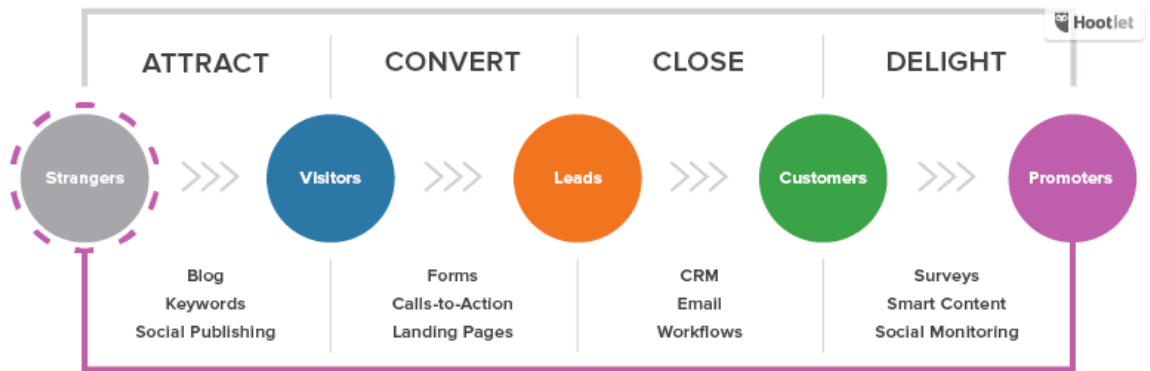 Hootlet
ATTRACT
CONVERT
CLOSE
DELIGHT
Strangers
Visitors
Leads
Customers
Promoters
Blog
Keywords
Social Publishing
Forms
Calls-to-Action
Landing Pages
CRM
Email
Workflows
Surveys
Smart Content
Social Monitoring